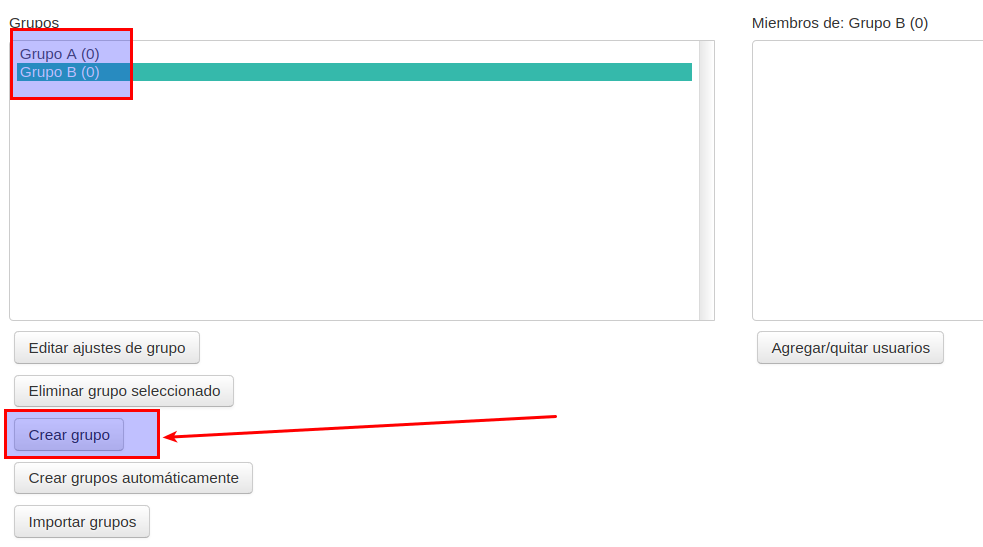 Grupos
Miembros de: Grupo B (0)
Grupo A (0)
Grupo B (0)
Editar ajustes de grupo
Agregar/quitar usuarios
Eliminar grupo seleccionado
Crear grupo
Crear grupos automáticamente
Importar grupos